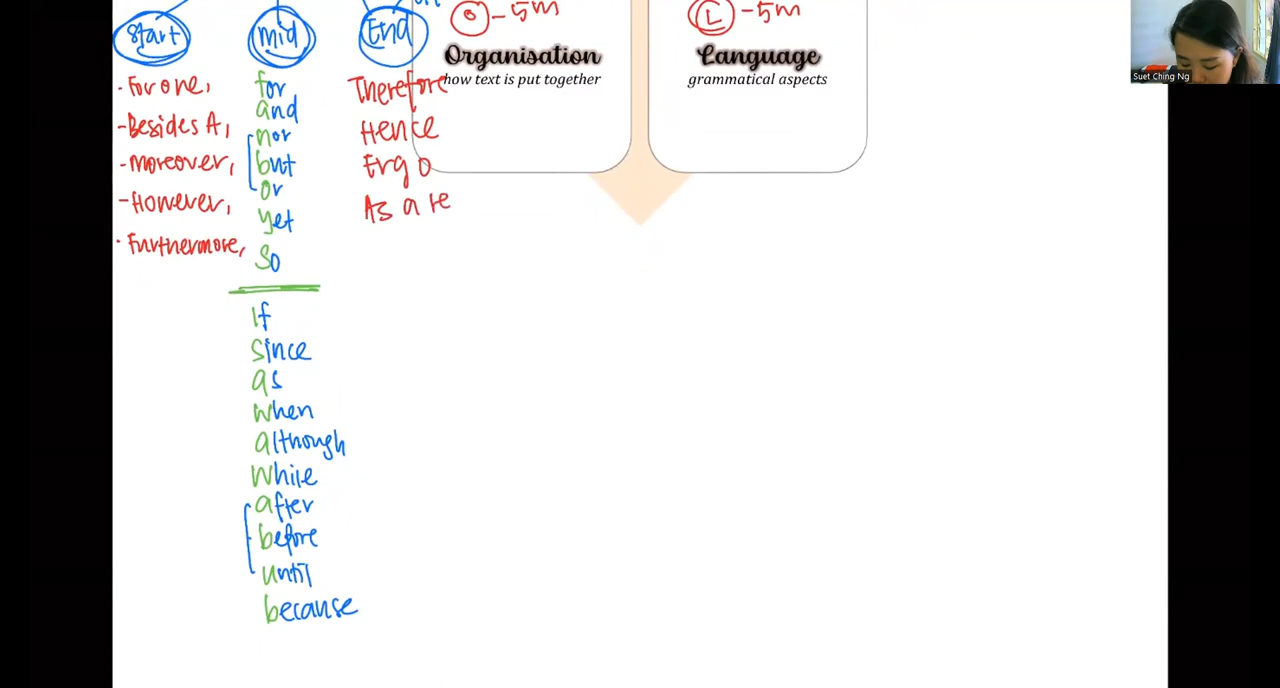 Start
mid
End
O - 5m
L - 5m
Organisation
how text is put together
Language
grammatical aspects
Suet Ching Ng
· For one,
- Besides A,
- moreover,
- However,
· Furthermore,
for
and
nor
but
or
yet
so
If
since
as
when
although
while
after
before
until
because
Therefore
Hence
Ergo
As a re